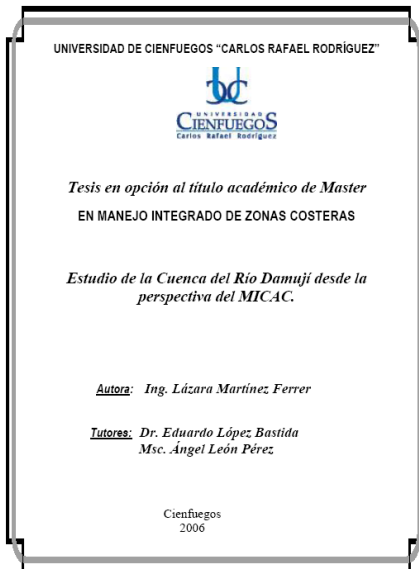 UNIVERSIDAD DE CIENFUEGOS “CARLOS RAFAEL RODRÍGUEZ”
UNIVERSIDAD
CIENFUEGOS
Carlos Rafael Rodríguez
Tesis en opción al título académico de Master
EN MANEJO INTEGRADO DE ZONAS COSTERAS
Estudio de la Cuenca del Río Damují desde la
perspectiva del MICAC.
Autora: Ing. Lázara Martínez Ferrer
Tutores: Dr. Eduardo López Bastida
Msc. Ángel León Pérez
Cienfuegos
2006